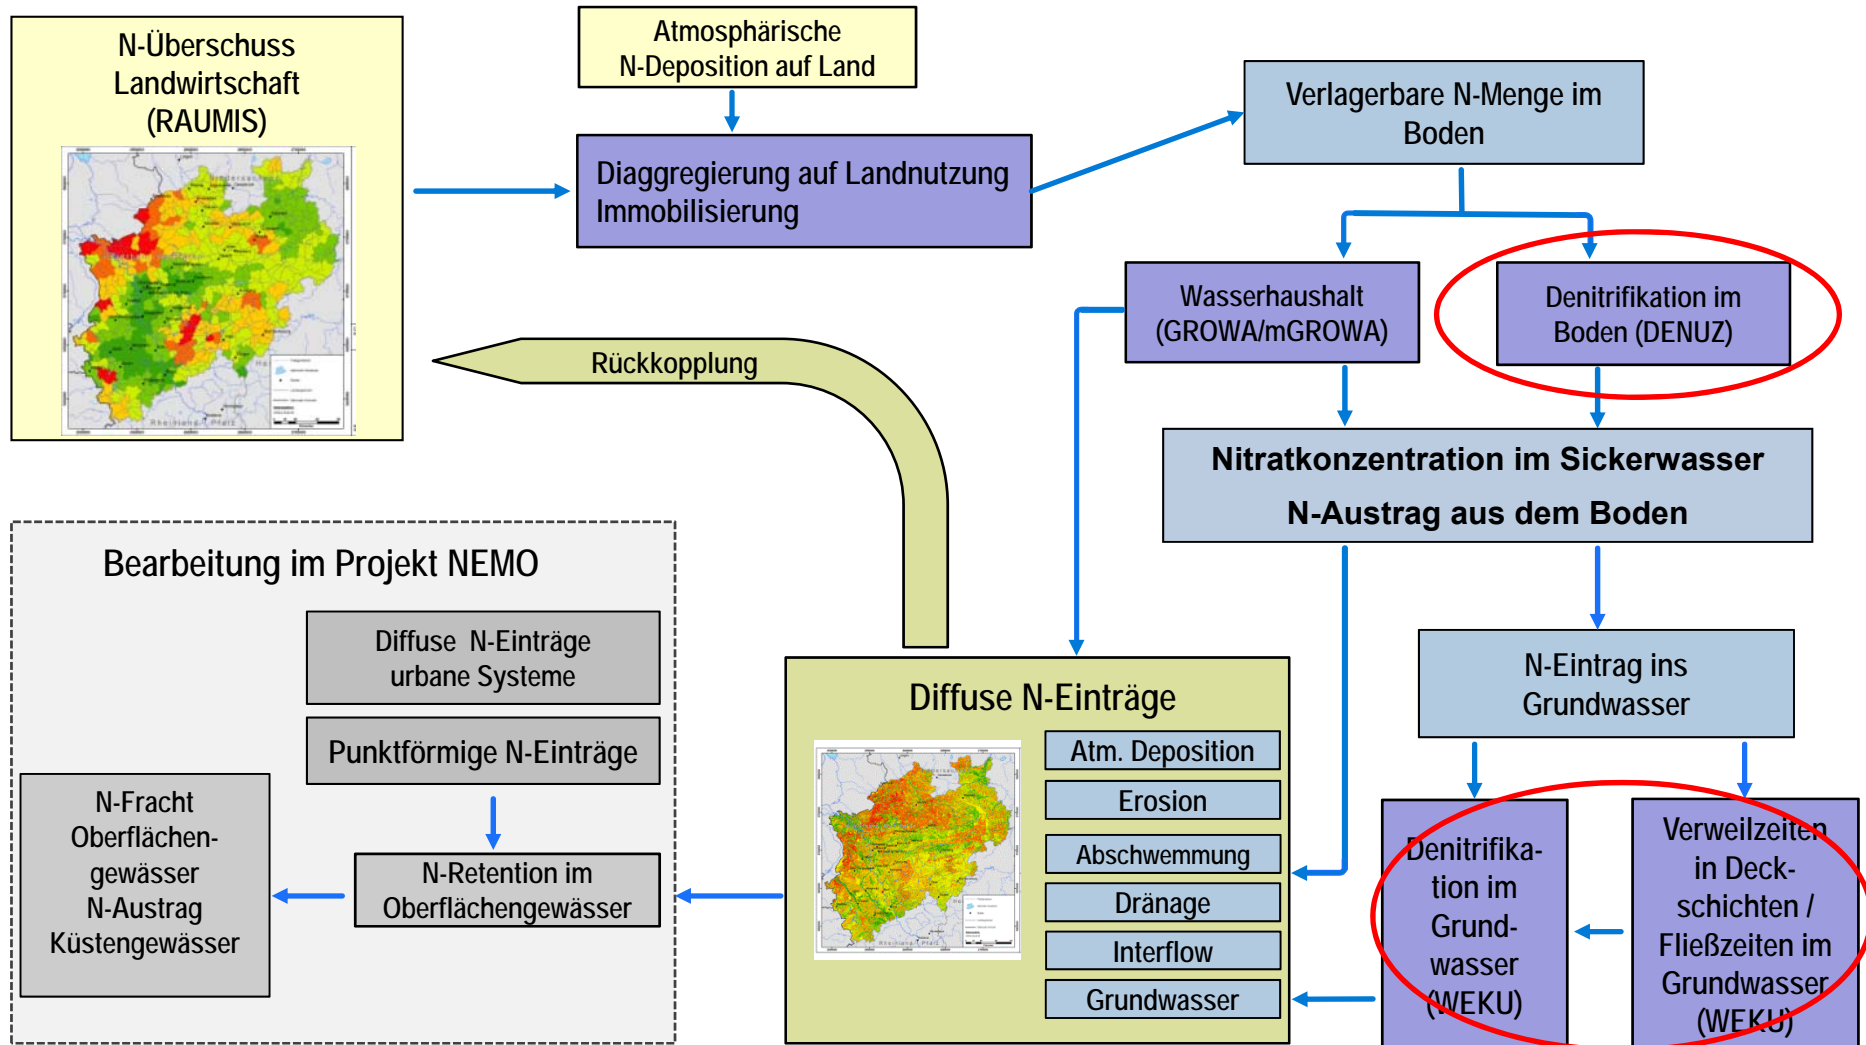 N-Überschuss
Landwirtschaft
(RAUMIS)
Atmosphärische
N-Deposition auf Land
Diaggregierung auf Landnutzung
Immobilisierung
Verlagerbare N-Menge im
Boden
Wasserhaushalt
(GROWA/mGROWA)
Denitrifikation im
Boden (DENUZ)
Rückkopplung
Nitratkonzentration im Sickerwasser
N-Austrag aus dem Boden
Bearbeitung im Projekt NEMO
Diffuse N-Einträge
urbane Systeme
Punktförmige N-Einträge
N-Fracht
Oberflächen-
gewässer
N-Austrag
Küstengewässer
N-Retention im
Oberflächengewässer
Diffuse N-Einträge
Atm. Deposition
Erosion
Abschwemmung
Dränage
Interflow
Grundwasser
N-Eintrag ins
Grundwasser
Denitrifika-
tion im
Grund-
wasser
(WEKU)
Verweilzeiten
in Deck-
schichten /
Fließzeiten im
Grundwasser
(WEKU)